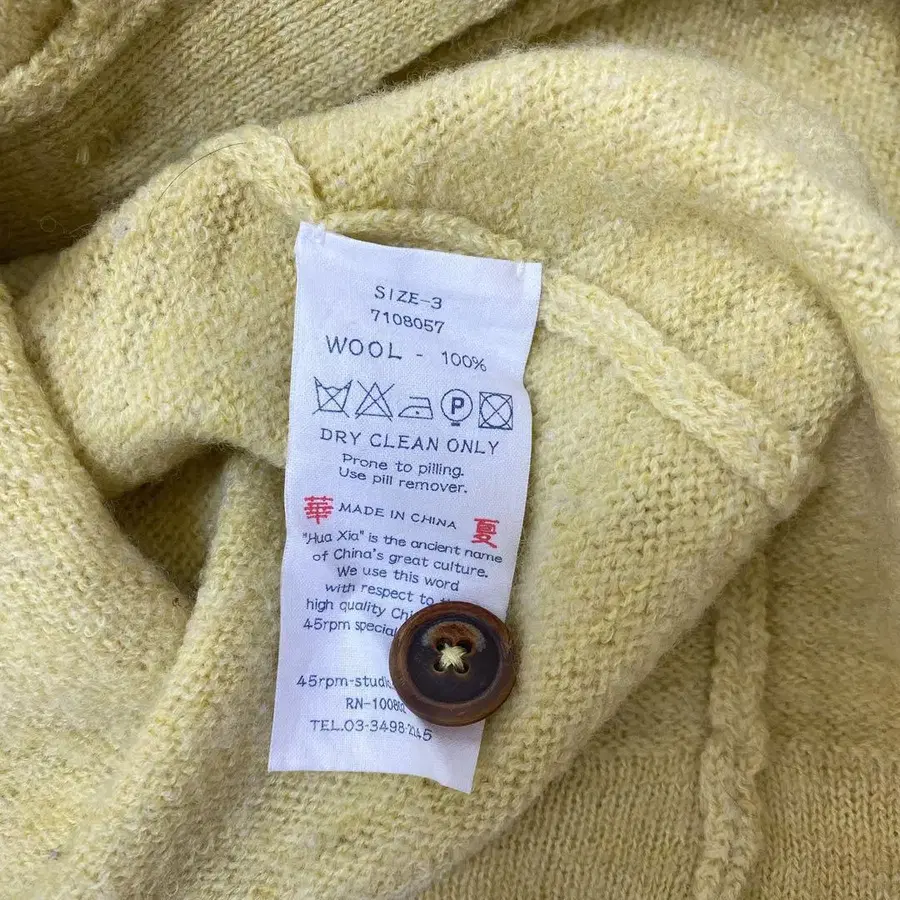 SIZE-3
7108057
WOOL - 100%
P
DRY CLEAN ONLY
Prone to pilling.
Use pill remover.
華 MADE IN CHINA 夏
"Hua Xia" is the ancient name
of China's great culture.
We use this word
with respect to
high quality
45rpm
45rpm-studio
TEL.03-3498-2145